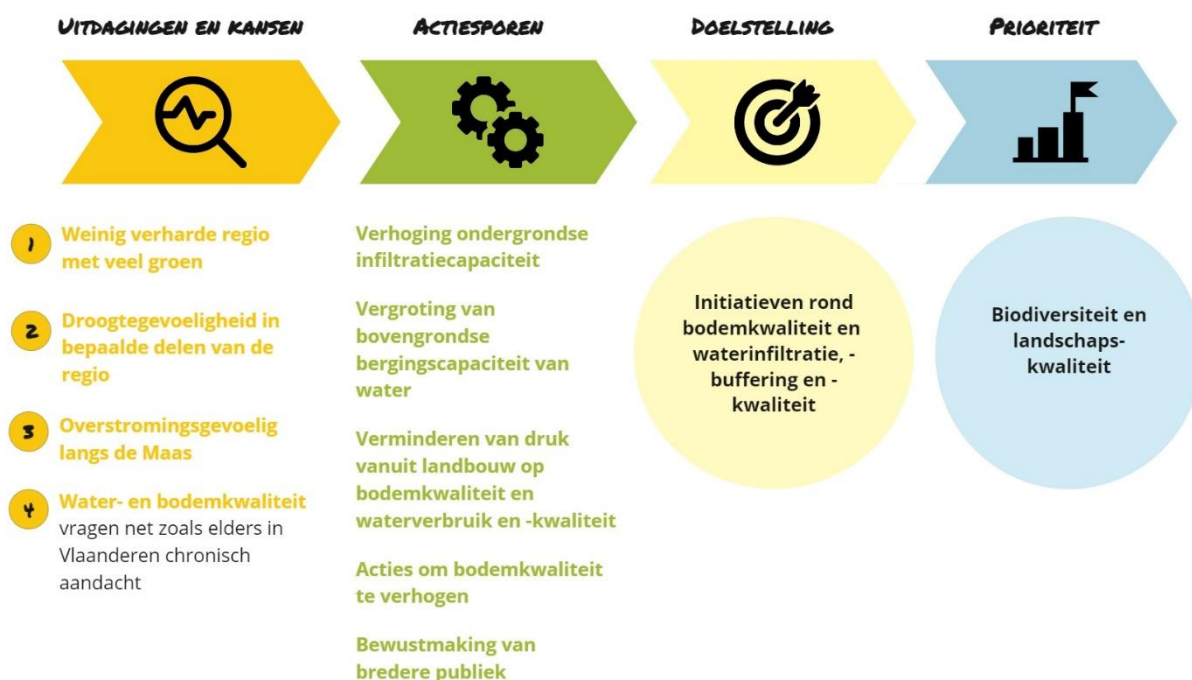 UITDAGINGEN EN KANSEN
ACTIESPOREN
DOELSTELLING
PRIORITEIT
1 Weinig verharde regio
met veel groen
2 Droogtegevoeligheid in
bepaalde delen van de
regio
3 Overstromingsgevoelig
langs de Maas
4 Water- en bodemkwaliteit
vragen net zoals elders in
Vlaanderen chronisch
aandacht
Verhoging ondergrondse
infiltratiecapaciteit
Vergroting van
bovengrondse
bergingscapaciteit van
water
Verminderen van druk
vanuit landbouw op
bodemkwaliteit en
waterverbruik en -kwaliteit
Acties om bodemkwaliteit
te verhogen
Bewustmaking van
bredere publiek
Initiatieven rond
bodemkwaliteit en
waterinfiltratie, -
buffering en -
kwaliteit
Biodiversiteit en
landschaps-
kwaliteit